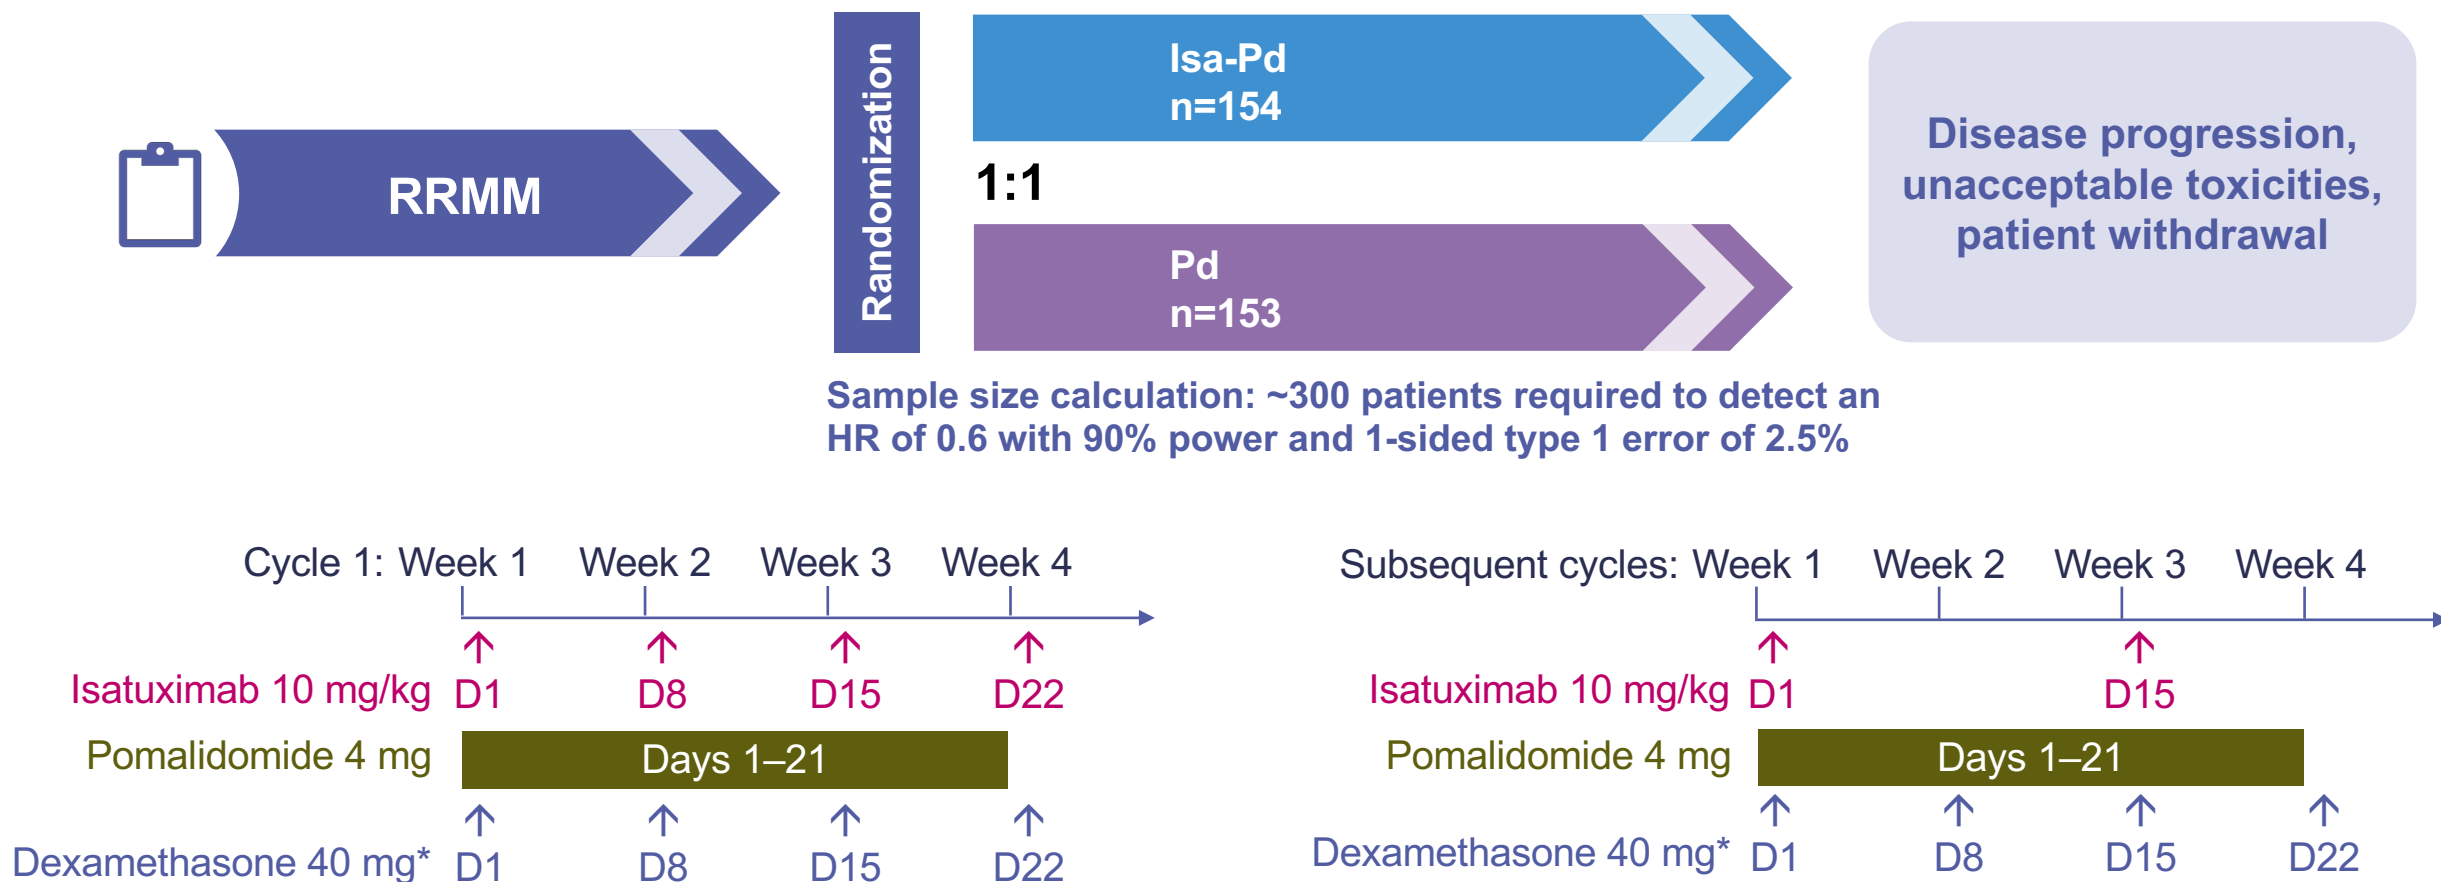 RRMM
Randomization
Isa-Pd
n=154
1:1
Pd
n=153
Disease progression,
unacceptable toxicities,
patient withdrawal
Sample size calculation: ~300 patients required to detect an
HR of 0.6 with 90% power and 1-sided type 1 error of 2.5%
Cycle 1: Week 1 Week 2 Week 3 Week 4
Isatuximab 10 mg/kg D1 D8 D15 D22
Pomalidomide 4 mg Days 1–21
Dexamethasone 40 mg* D1 D8 D15 D22
Subsequent cycles: Week 1 Week 2 Week 3 Week 4
Isatuximab 10 mg/kg D1 D15
Pomalidomide 4 mg Days 1–21
Dexamethasone 40 mg* D1 D8 D15 D22